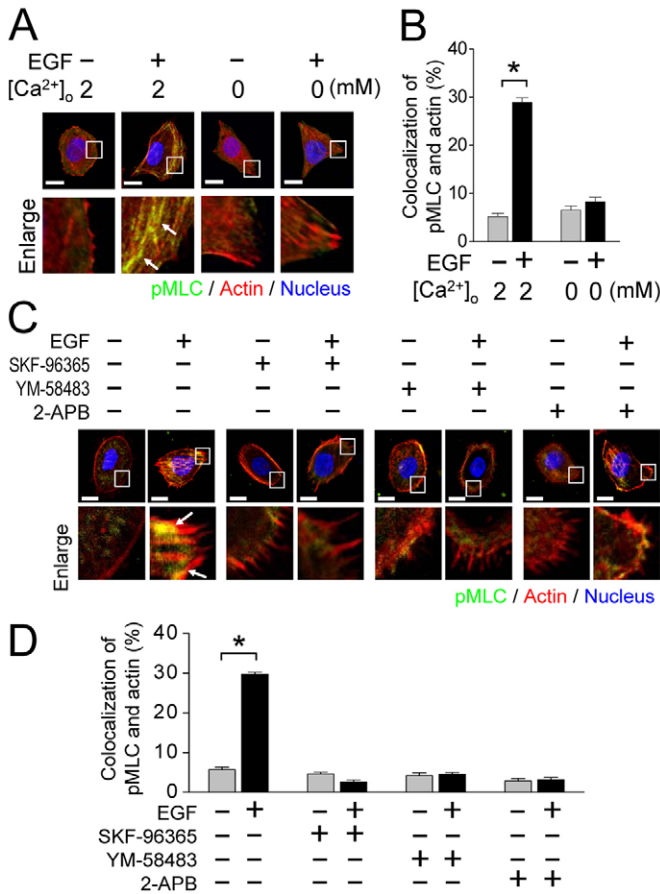 A
EGF − + − +
[Ca²⁺]ₒ 2 2 0 0 (mM)
Enlarge
pMLC / Actin / Nucleus
B
Colocalization of
pMLC and actin (%)
40
30
20
10
0
*
EGF − + − +
[Ca²⁺]ₒ 2 2 0 0 (mM)
C
EGF − + − + − + − +
SKF-96365 − − + + − − − −
YM-58483 − − − − + + − −
2-APB − − − − − − + +
Enlarge
pMLC / Actin / Nucleus
D
Colocalization of
pMLC and actin (%)
40
30
20
10
0
*
EGF − + − + − + − +
SKF-96365 − − + + − − − −
YM-58483 − − − − + + − −
2-APB − − − − − − + +